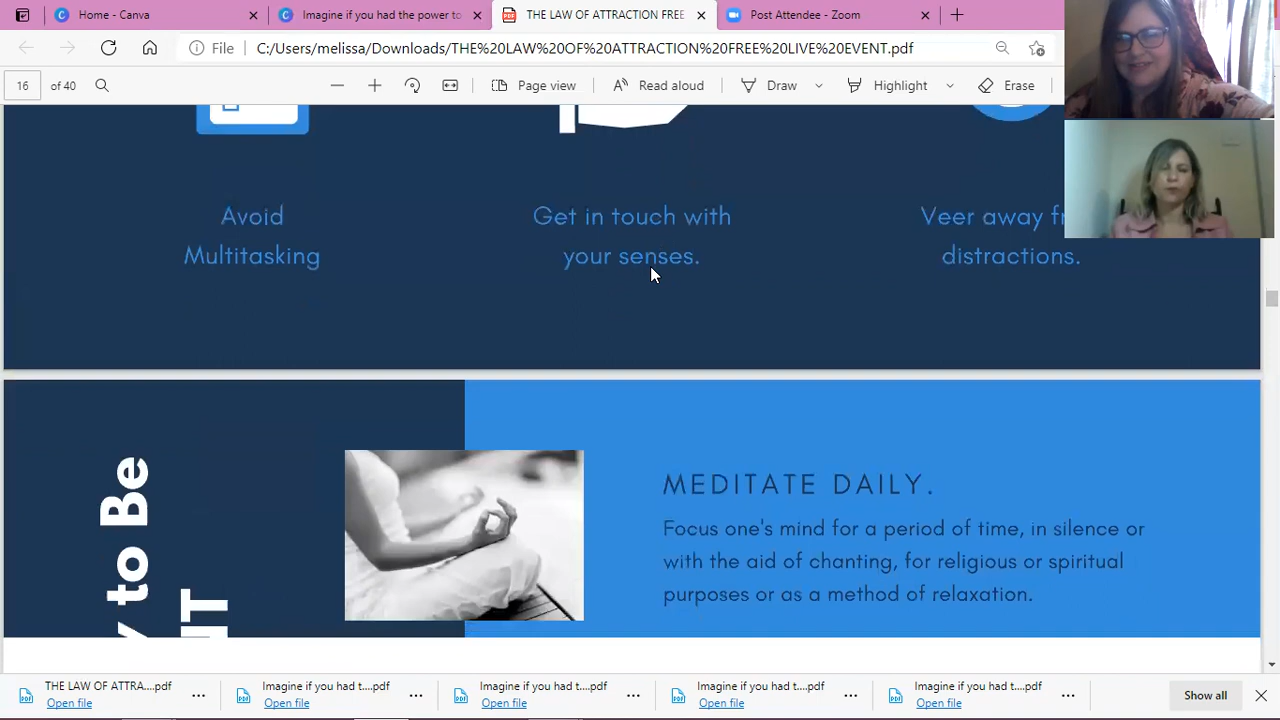 Home - Canva
Imagine if you had the power to
THE LAW OF ATTRACTION FREE
Post Attendee - Zoom
File
C:/Users/melissa/Downloads/THE%20LAW%20OF%20ATTRACTION%20FREE%20LIVE%20EVENT.pdf
16 of 40
Page view
Read aloud
Draw
Highlight
Erase
Avoid
Multitasking
Get in touch with
your senses.
Veer away
distractions.
to Be
MEDITATE DAILY.
Focus one's mind for a period of time, in silence or
with the aid of chanting, for religious or spiritual
purposes or as a method of relaxation.
THE LAW OF ATTRA....pdf
Open file
Imagine if you had t....pdf
Open file
Imagine if you had t....pdf
Open file
Imagine if you had t....pdf
Open file
Imagine if you had t....pdf
Open file
Show all